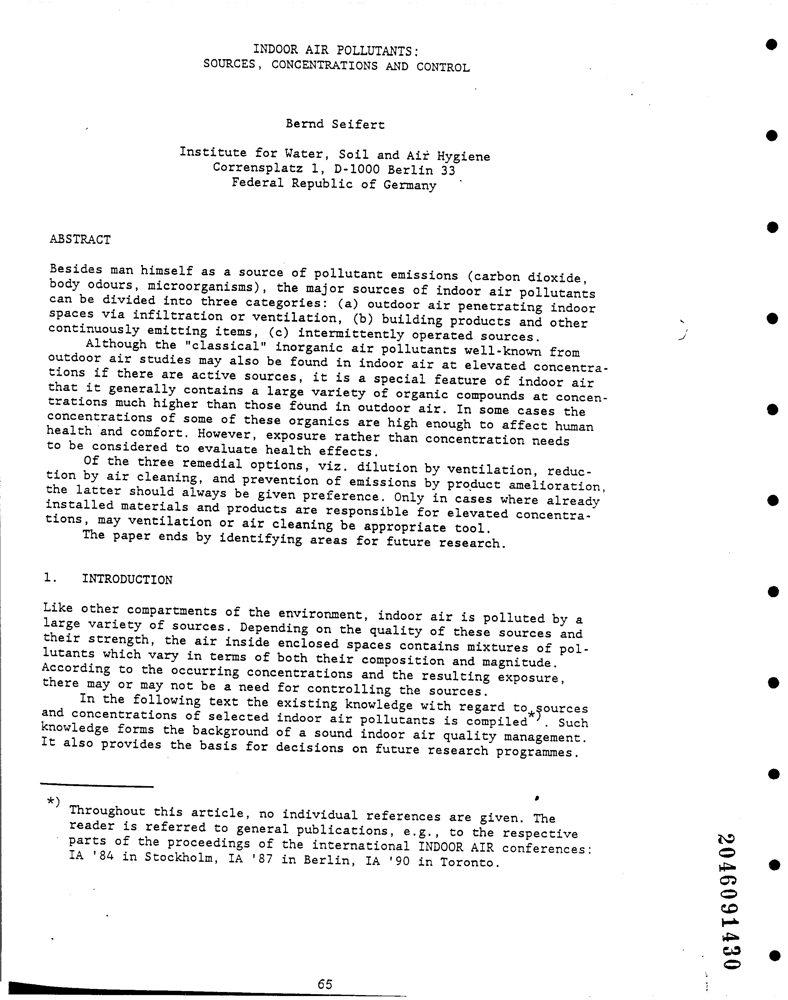 INDOOR AIR POLLUTANTS:
SOURCES, CONCENTRATIONS AND CONTROL
Bernd Seifert
Institute for Water, Soil and Air Hygiene
Corrensplatz 1, D-1000 Berlin 33
Federal Republic of Germany
ABSTRACT
Besides man himself as a source of pollutant emissions (carbon dioxide,
body odours, microorganisms), the major sources of indoor air pollutants
can be divided into three categories: (a) outdoor air penetrating indoor
spaces via infiltration or ventilation, (b) building products and other
continuously emitting items, (c) intermittently operated sources.
Although the "classical" inorganic air pollutants well-known from
outdoor air studies may also be found in indoor air at elevated concentra-
tions if there are active sources, it is a special feature of indoor air
that it generally contains a large variety of organic compounds at concen-
trations much higher than those found in outdoor air. In some cases the
concentrations of some of these organics are high enough to affect human
health and comfort. However, exposure rather than concentration needs
to be considered to evaluate health effects.
Of the three remedial options, viz. dilution by ventilation, reduc-
tion by air cleaning, and prevention of emissions by product amelioration,
the latter should always be given preference. Only in cases where already
installed materials and products are responsible for elevated concentra-
tions, may ventilation or air cleaning be appropriate tool.
The paper ends by identifying areas for future research.
1. INTRODUCTION
Like other compartments of the environment, indoor air is polluted by a
large variety of sources. Depending on the quality of these sources and
their strength, the air inside enclosed spaces contains mixtures of pol-
lutants which vary in terms of both their composition and magnitude.
According to the occurring concentrations and the resulting exposure,
there may or may not be a need for controlling the sources.
In the following text the existing knowledge with regard to sources
and concentrations of selected indoor air pollutants is compiled*). Such
knowledge forms the background of a sound indoor air quality management.
It also provides the basis for decisions on future research programmes.
*)
Throughout this article, no individual references are given. The
reader is referred to general publications, e.g., to the respective
parts of the proceedings of the international INDOOR AIR conferences:
IA '84 in Stockholm, IA '87 in Berlin, IA '90 in Toronto.
2046091430
65